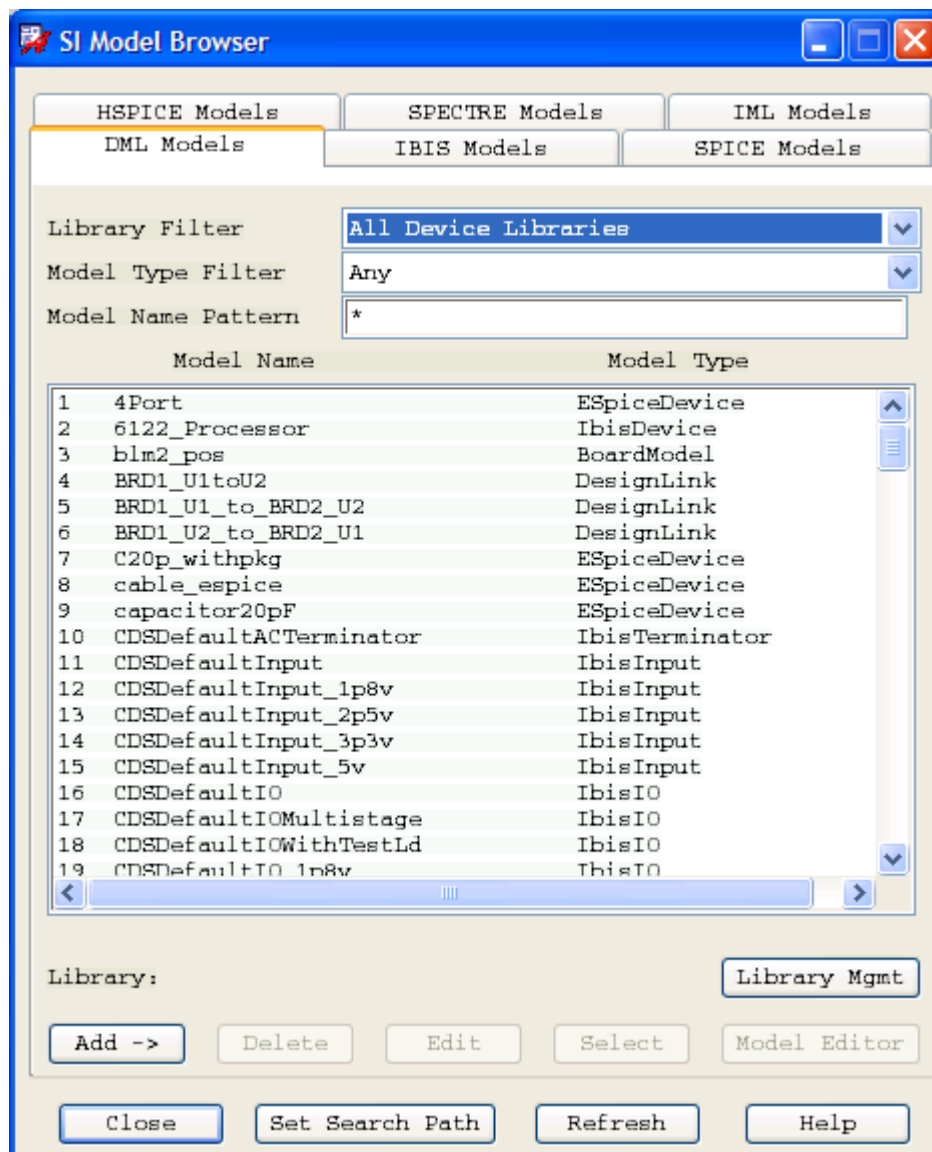 SI Model Browser
HSPICE Models SPECTRE Models IML Models
DML Models IBIS Models SPICE Models
Library Filter All Device Libraries
Model Type Filter Any
Model Name Pattern *
Model Name Model Type
1 4Port ESpiceDevice
2 6122_Processor IbisDevice
3 blm2_pos BoardModel
4 BRD1_U1toU2 DesignLink
5 BRD1_U1_to_BRD2_U2 DesignLink
6 BRD1_U2_to_BRD2_U1 DesignLink
7 C20p_withpkg ESpiceDevice
8 cable_espice ESpiceDevice
9 capacitor20pF ESpiceDevice
10 CDSDefaultACTerminator IbisTerminator
11 CDSDefaultInput IbisInput
12 CDSDefaultInput_1p8v IbisInput
13 CDSDefaultInput_2p5v IbisInput
14 CDSDefaultInput_3p3v IbisInput
15 CDSDefaultInput_5v IbisInput
16 CDSDefaultIO IbisIO
17 CDSDefaultIOMultistage IbisIO
18 CDSDefaultIOWithTestLd IbisIO
19 CDSDefaultIO_1p8v IbisIO
Library: Library Mgmt
Add -> Delete Edit Select Model Editor
Close Set Search Path Refresh Help